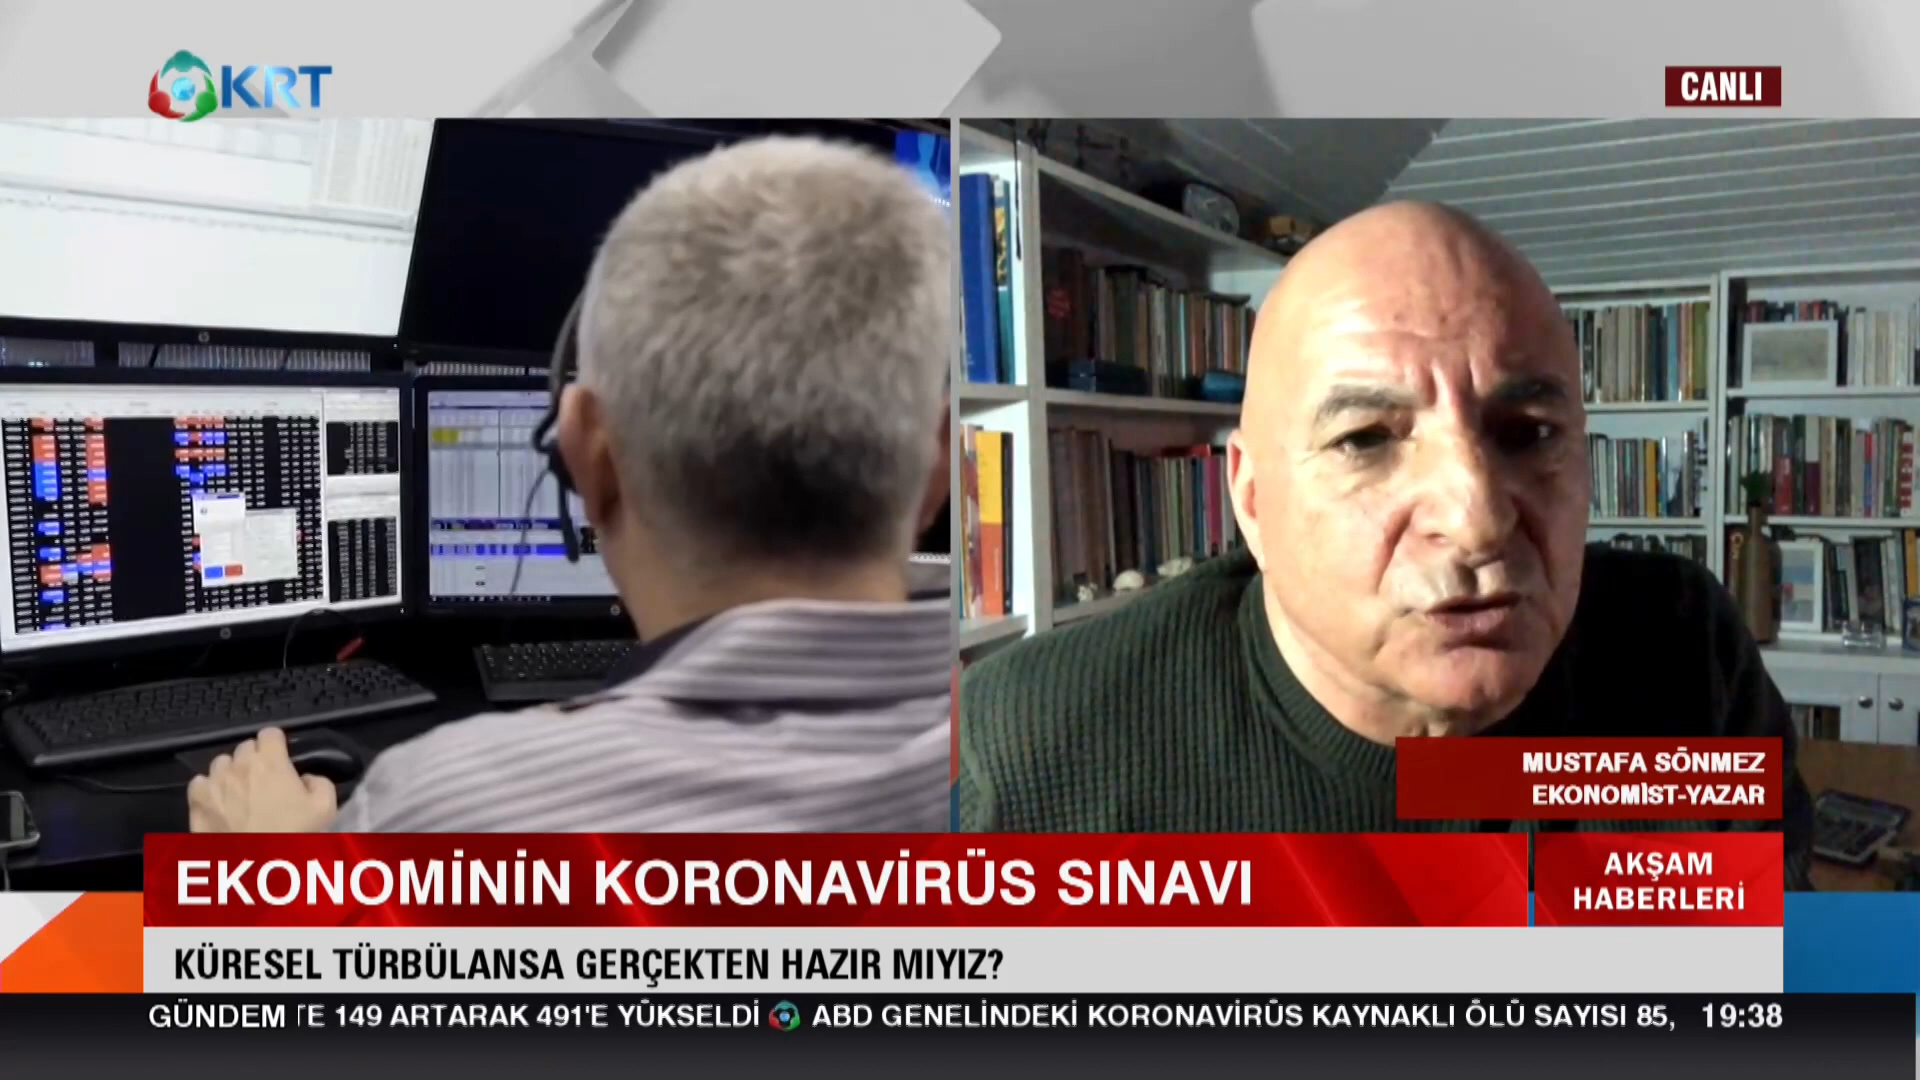 KRT
CANLI
MUSTAFA SÖNMEZ
EKONOMİST-YAZAR
EKONOMİNİN KORONAVİRÜS SINAVI
AKŞAM
HABERLERİ
KÜRESEL TÜRBÜLANSA GERÇEKTEN HAZIR MIYIZ?
GÜNDEM TE 149 ARTARAK 491'E YÜKSELDİ ABD GENELİNDEKİ KORONAVİRÜS KAYNAKLI ÖLÜ SAYISI 85, 19:38